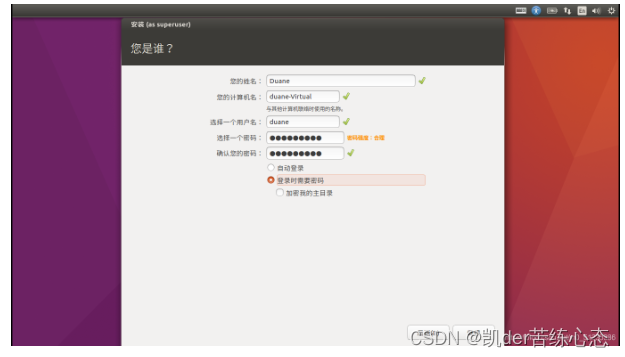 安装 (as superuser)
您是谁？
您的姓名： Duane
您的计算机名： duane-Virtual
与其他计算机联络时使用的名称。
选择一个用户名： duane
选择一个密码： ●●●●●●●●● 密码强度：合理
确认您的密码： ●●●●●●●●●
自动登录
登录时需要密码
加密我的主目录
CSDN @凯der苦练心态